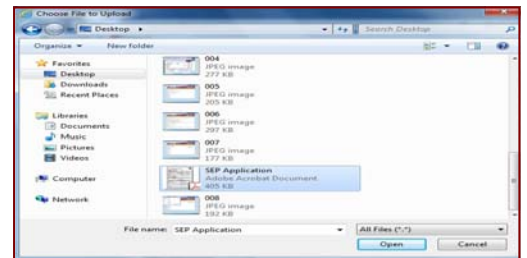 Choose File to Upload
Desktop
Search Desktop
Organize
New folder
Favorites
Desktop
Downloads
Recent Places
Libraries
Documents
Music
Pictures
Videos
Computer
Network
004
JPEG image
277 KB
005
JPEG image
205 KB
006
JPEG image
297 KB
007
JPEG image
177 KB
SEP Application
Adobe Acrobat Document
405 KB
008
JPEG image
192 KB
File name: SEP Application
All Files (*.*)
Open
Cancel